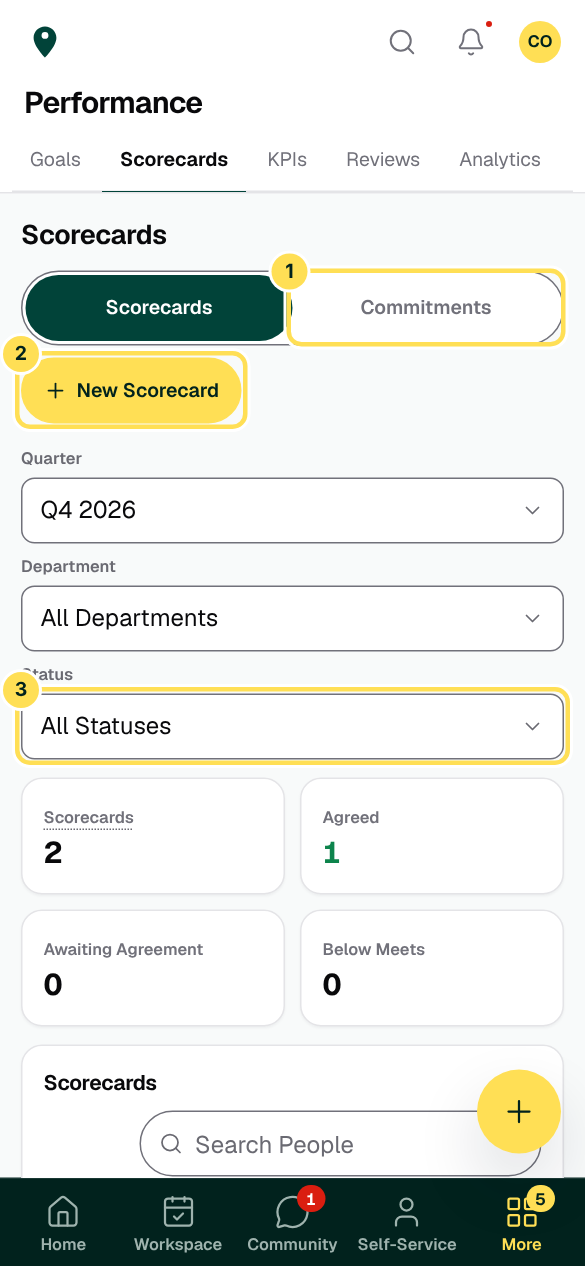 CO
Performance
Goals Scorecards KPIs Reviews Analytics
Scorecards
1
Scorecards Commitments
2
+ New Scorecard
Quarter
Q4 2026
Department
All Departments
Status
3
All Statuses
Scorecards Agreed
2 1
Awaiting Agreement Below Meets
0 0
Scorecards
+
Search People
1 5
Home Workspace Community Self-Service More